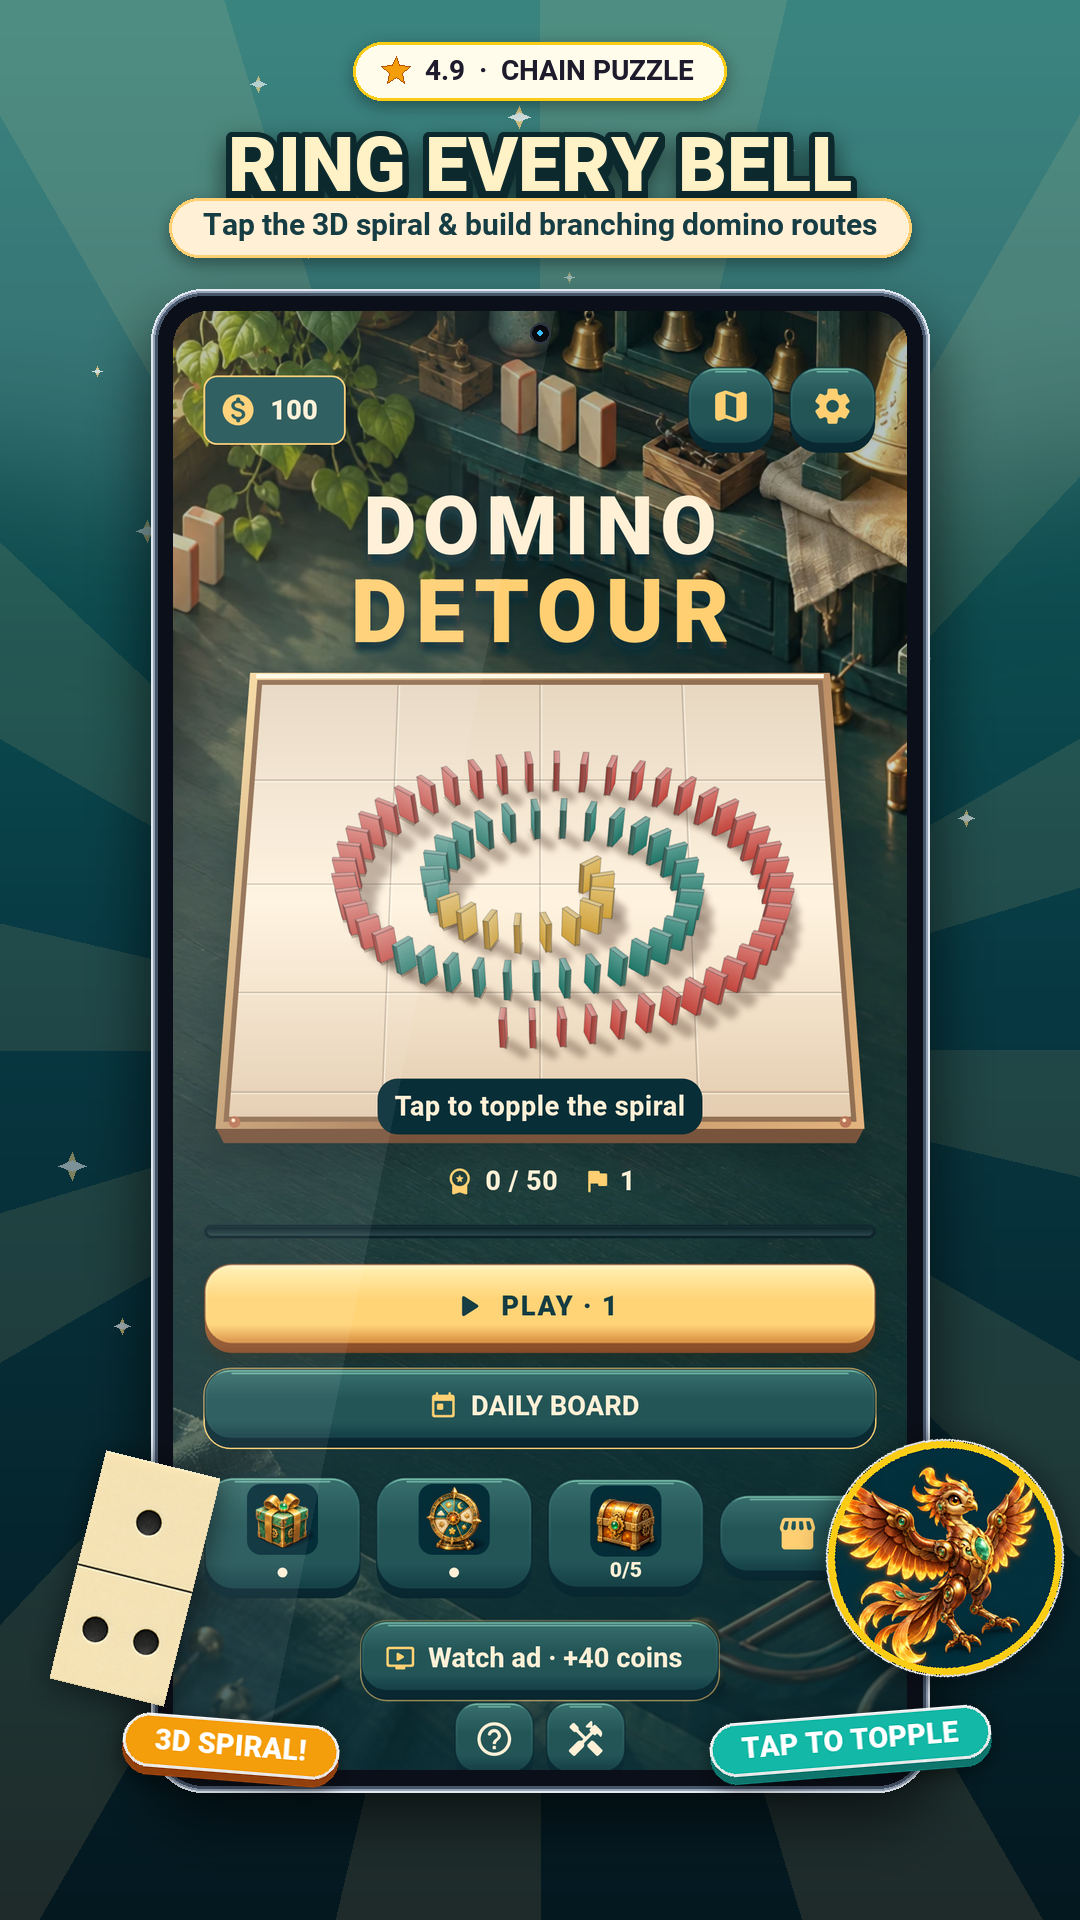 4.9 · CHAIN PUZZLE
RING EVERY BELL
Tap the 3D spiral & build branching domino routes
100
DOMINO
DETOUR
Tap to topple the spiral
0 / 50 1
PLAY · 1
DAILY BOARD
0/5
Watch ad · +40 coins
3D SPIRAL!
TAP TO TOPPLE